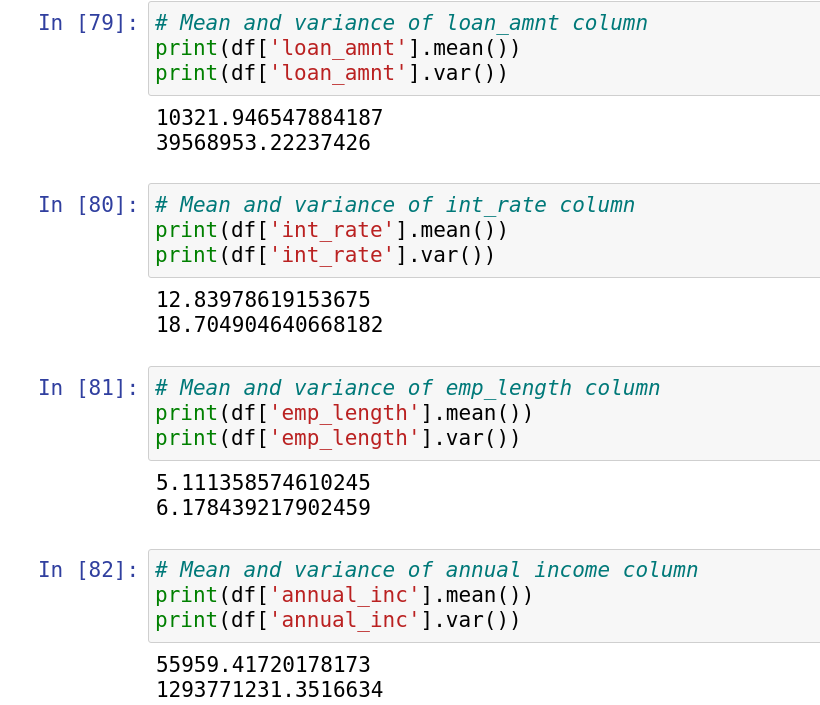 In [79]: # Mean and variance of loan_amnt column
print(df['loan_amnt'].mean())
print(df['loan_amnt'].var())
10321.946547884187
39568953.22237426
In [80]: # Mean and variance of int_rate column
print(df['int_rate'].mean())
print(df['int_rate'].var())
12.83978619153675
18.704904640668182
In [81]: # Mean and variance of emp_length column
print(df['emp_length'].mean())
print(df['emp_length'].var())
5.111358574610245
6.178439217902459
In [82]: # Mean and variance of annual income column
print(df['annual_inc'].mean())
print(df['annual_inc'].var())
55959.41720178173
1293771231.3516634